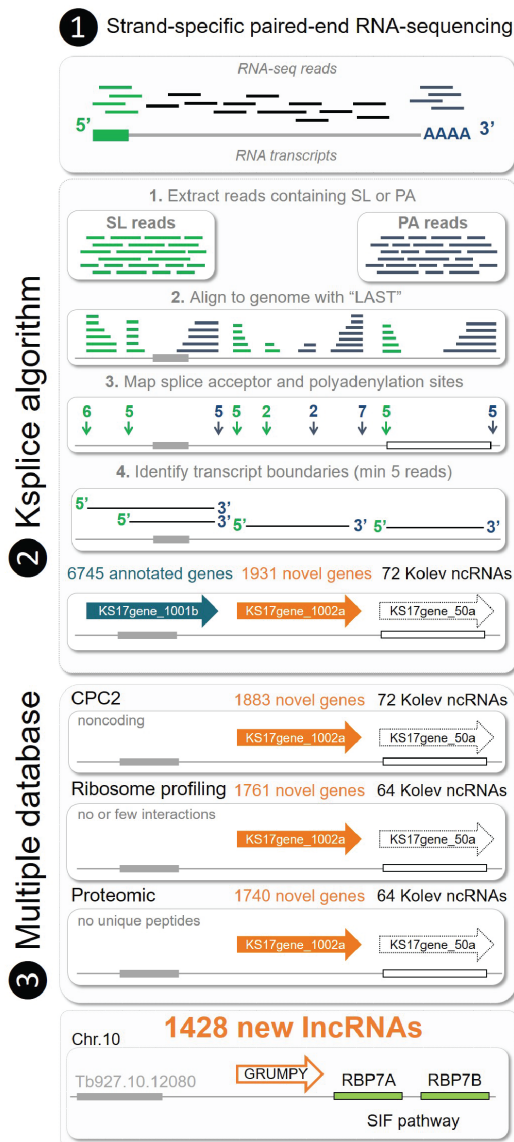 1 Strand-specific paired-end RNA-sequencing
RNA-seq reads
5’ AAAA 3’
RNA transcripts
2 Ksplice algorithm
1. Extract reads containing SL or PA
SL reads PA reads
2. Align to genome with “LAST”
3. Map splice acceptor and polyadenylation sites
6 5 5 5 2 2 7 5 5
4. Identify transcript boundaries (min 5 reads)
5’ 3’
5’ 3’ 5’ 3’ 5’ 3’
6745 annotated genes 1931 novel genes 72 Kolev ncRNAs
KS17gene_1001b KS17gene_1002a KS17gene_50a
3 Multiple database
CPC2 1883 novel genes 72 Kolev ncRNAs
noncoding
KS17gene_1002a KS17gene_50a
Ribosome profiling 1761 novel genes 64 Kolev ncRNAs
no or few interactions
KS17gene_1002a KS17gene_50a
Proteomic 1740 novel genes 64 Kolev ncRNAs
no unique peptides
KS17gene_1002a KS17gene_50a
1428 new lncRNAs
Chr.10
Tb927.10.12080 GRUMPY RBP7A RBP7B
SIF pathway